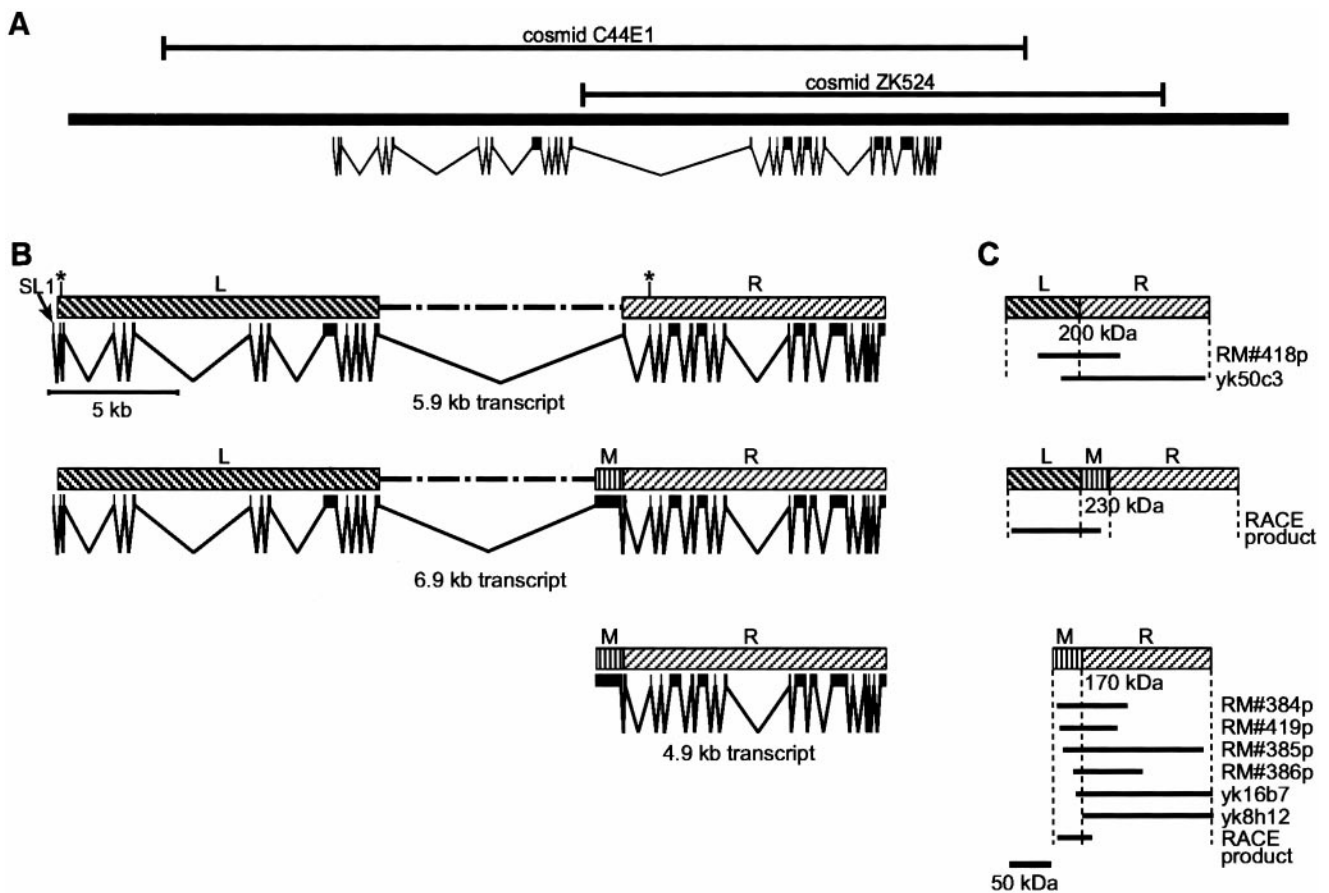 A
cosmid C44E1
cosmid ZK524
B
SL1
*
L
*
R
5 kb
5.9 kb transcript
L
M
R
6.9 kb transcript
M
R
4.9 kb transcript
C
L
R
200 kDa
RM#418p
yk50c3
L
M
R
230 kDa
RACE
product
M
R
170 kDa
RM#384p
RM#419p
RM#385p
RM#386p
yk16b7
yk8h12
RACE
product
50 kDa